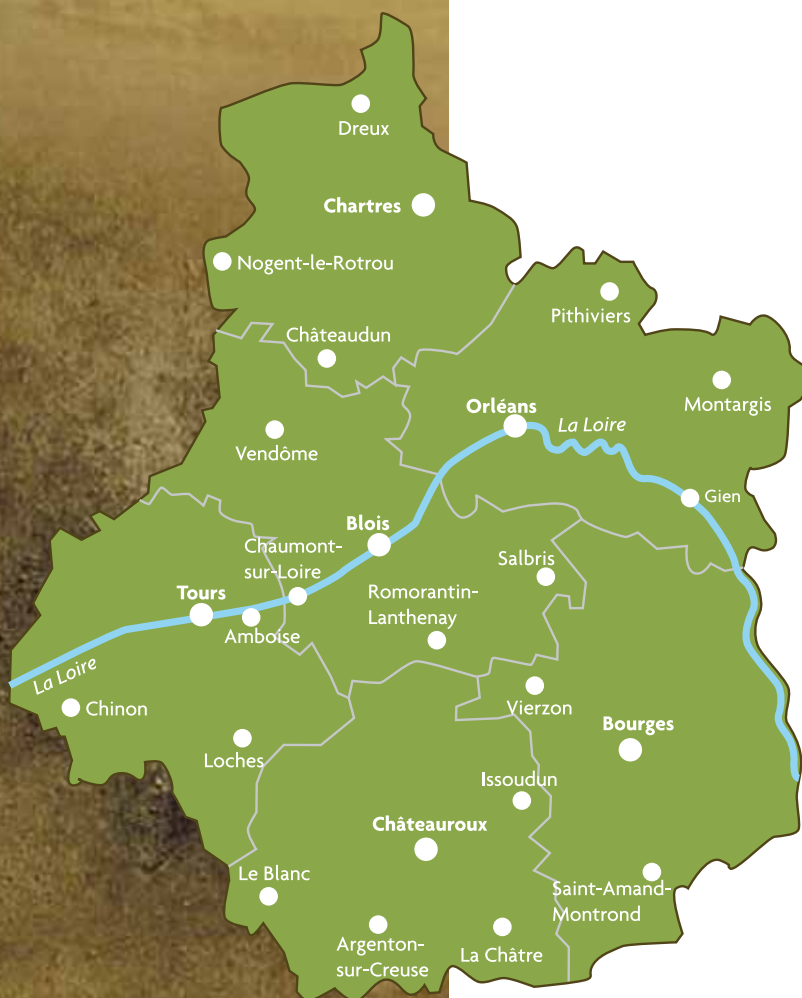 Dreux
Chartres
Nogent-le-Rotrou
Pithiviers
Châteaudun
Montargis
Orléans
La Loire
Vendôme
Gien
Blois
Chaumont-
sur-Loire
Salbris
Tours
Romorantin-
Lanthenay
Amboise
La Loire
Chinon
Vierzon
Bourges
Loches
Issoudun
Châteauroux
Le Blanc
Saint-Amand-
Montrond
Argenton-
sur-Creuse
La Châtre